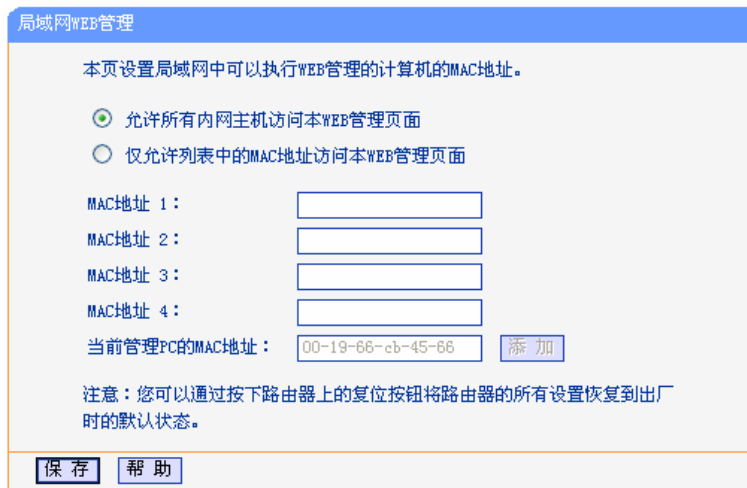 局域网WEB管理
本页设置局域网中可以执行WEB管理的计算机的MAC地址。
允许所有内网主机访问本WEB管理页面
仅允许列表中的MAC地址访问本WEB管理页面
MAC地址 1：
MAC地址 2：
MAC地址 3：
MAC地址 4：
当前管理PC的MAC地址： 00-19-66-cb-45-66 添 加
注意：您可以通过按下路由器上的复位按钮将路由器的所有设置恢复到出厂
时的默认状态。
保 存 帮 助